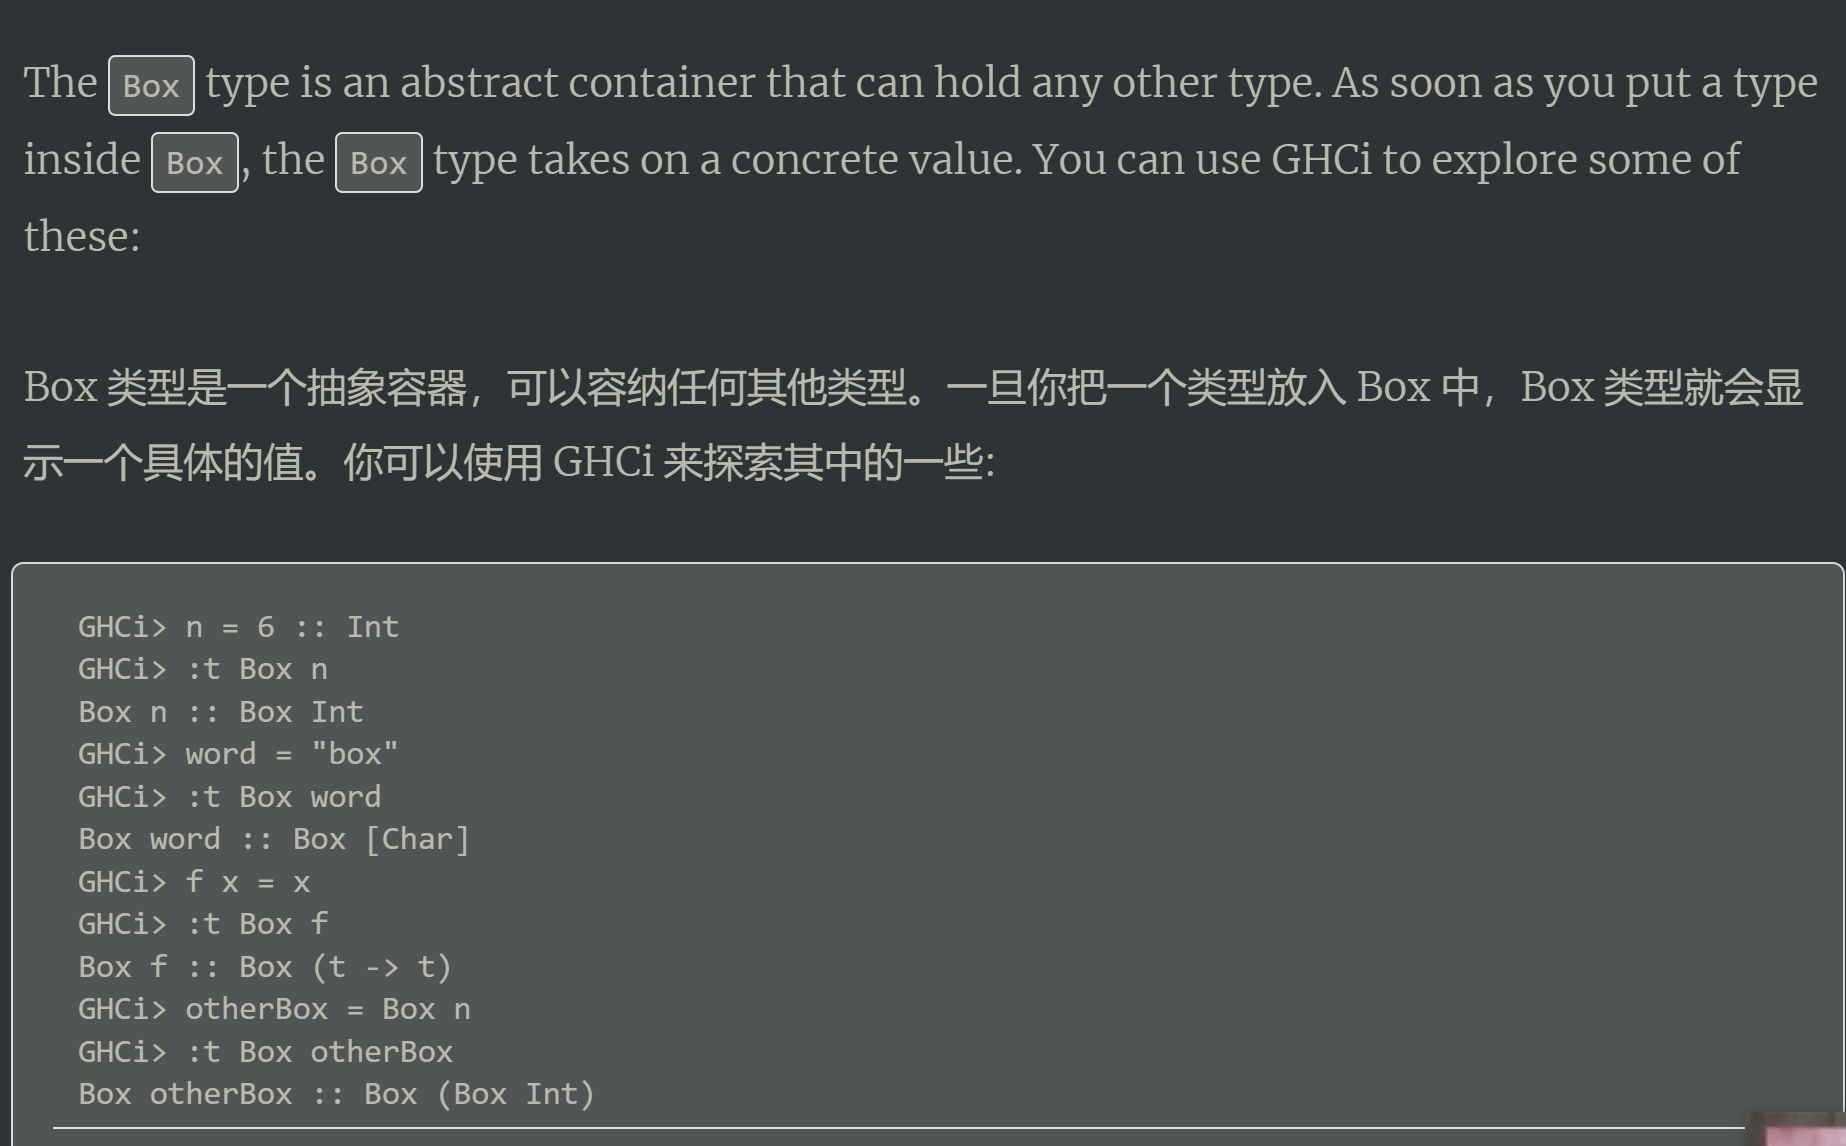 The Box type is an abstract container that can hold any other type. As soon as you put a type
inside Box, the Box type takes on a concrete value. You can use GHCi to explore some of
these:
Box 类型是一个抽象容器，可以容纳任何其他类型。一旦你把一个类型放入 Box 中，Box 类型就会显
示一个具体的值。你可以使用 GHCi 来探索其中的一些:
GHCi> n = 6 :: Int
GHCi> :t Box n
Box n :: Box Int
GHCi> word = "box"
GHCi> :t Box word
Box word :: Box [Char]
GHCi> f x = x
GHCi> :t Box f
Box f :: Box (t -> t)
GHCi> otherBox = Box n
GHCi> :t Box otherBox
Box otherBox :: Box (Box Int)